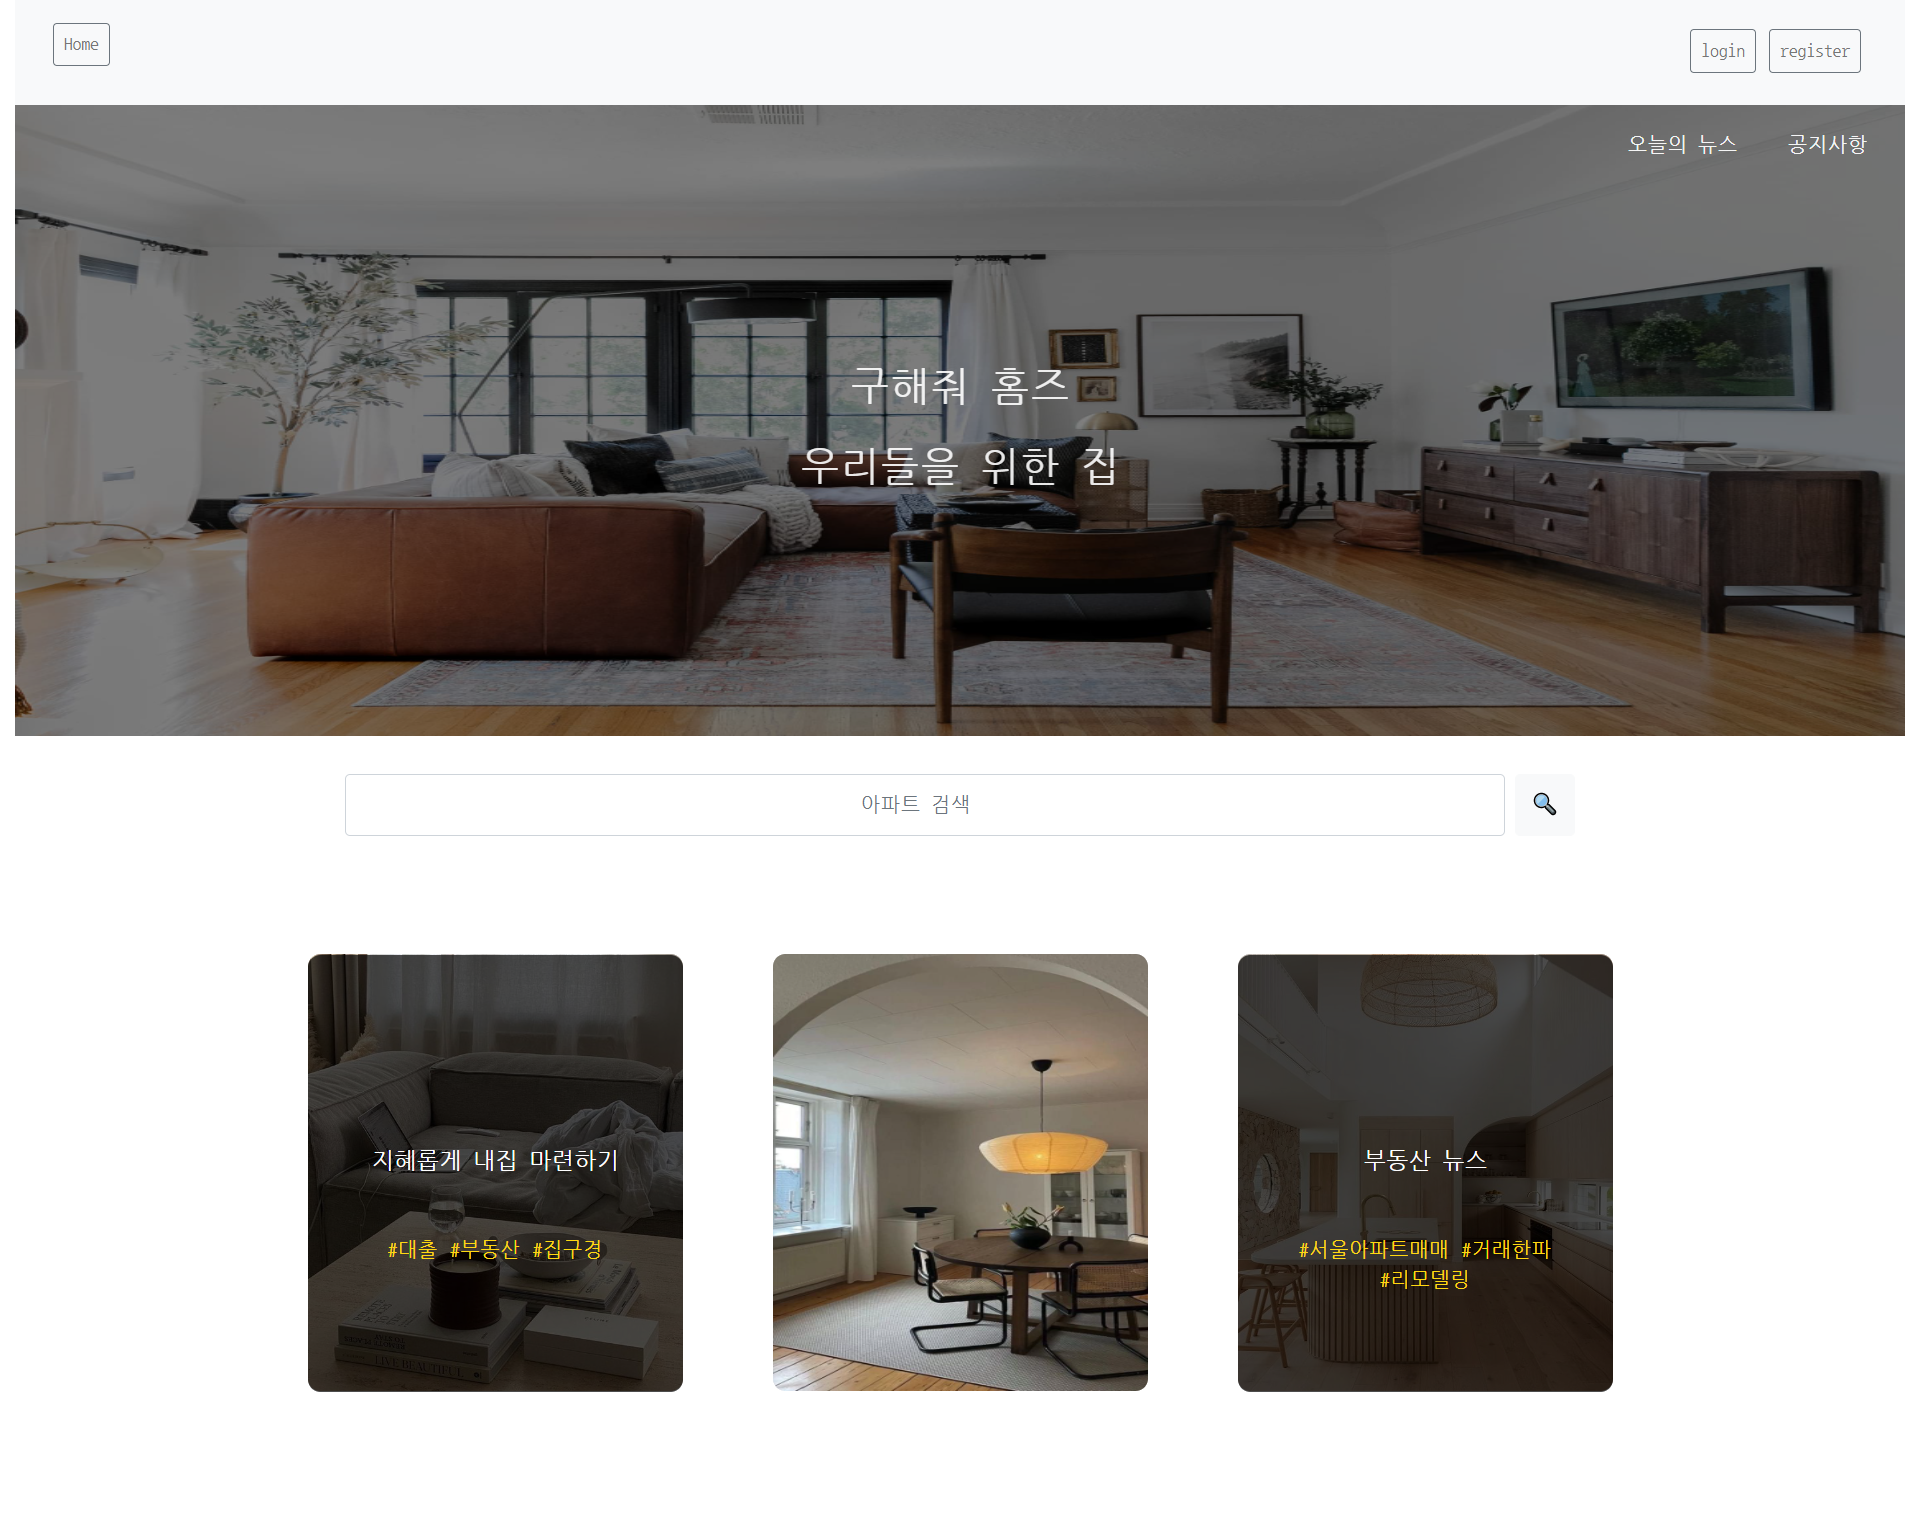 Home
login register
오늘의 뉴스 공지사항
구해줘 홈즈
우리들을 위한 집
아파트 검색
지혜롭게 내집 마련하기
#대출 #부동산 #집구경
LIVE BEAUTIFUL
부동산 뉴스
#서울아파트매매 #거래한파
#리모델링